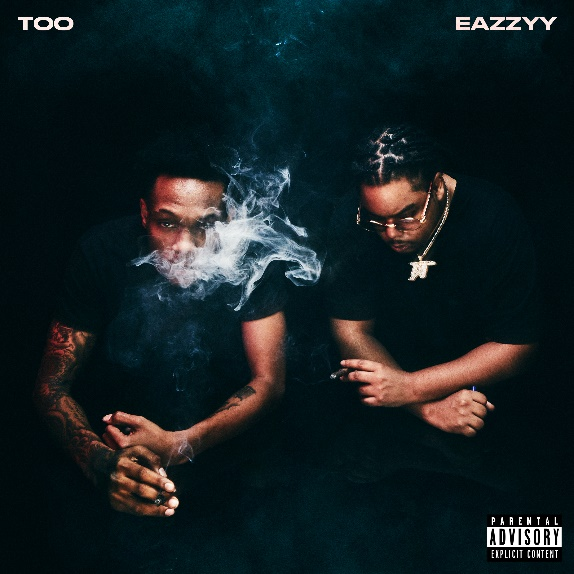 TOO
EAZZYY
PARENTAL
ADVISORY
EXPLICIT CONTENT